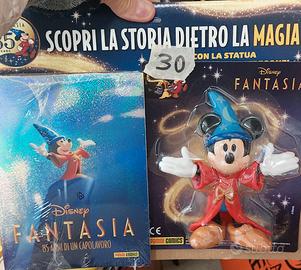 85
SCOPRI LA STORIA DIETRO LA MAGIA
CON LA STATUA
30
Disney
FANTASIA
Disney
FANTASIA
85 ANNI DI UN CAPOLAVORO
PANINI COMICS